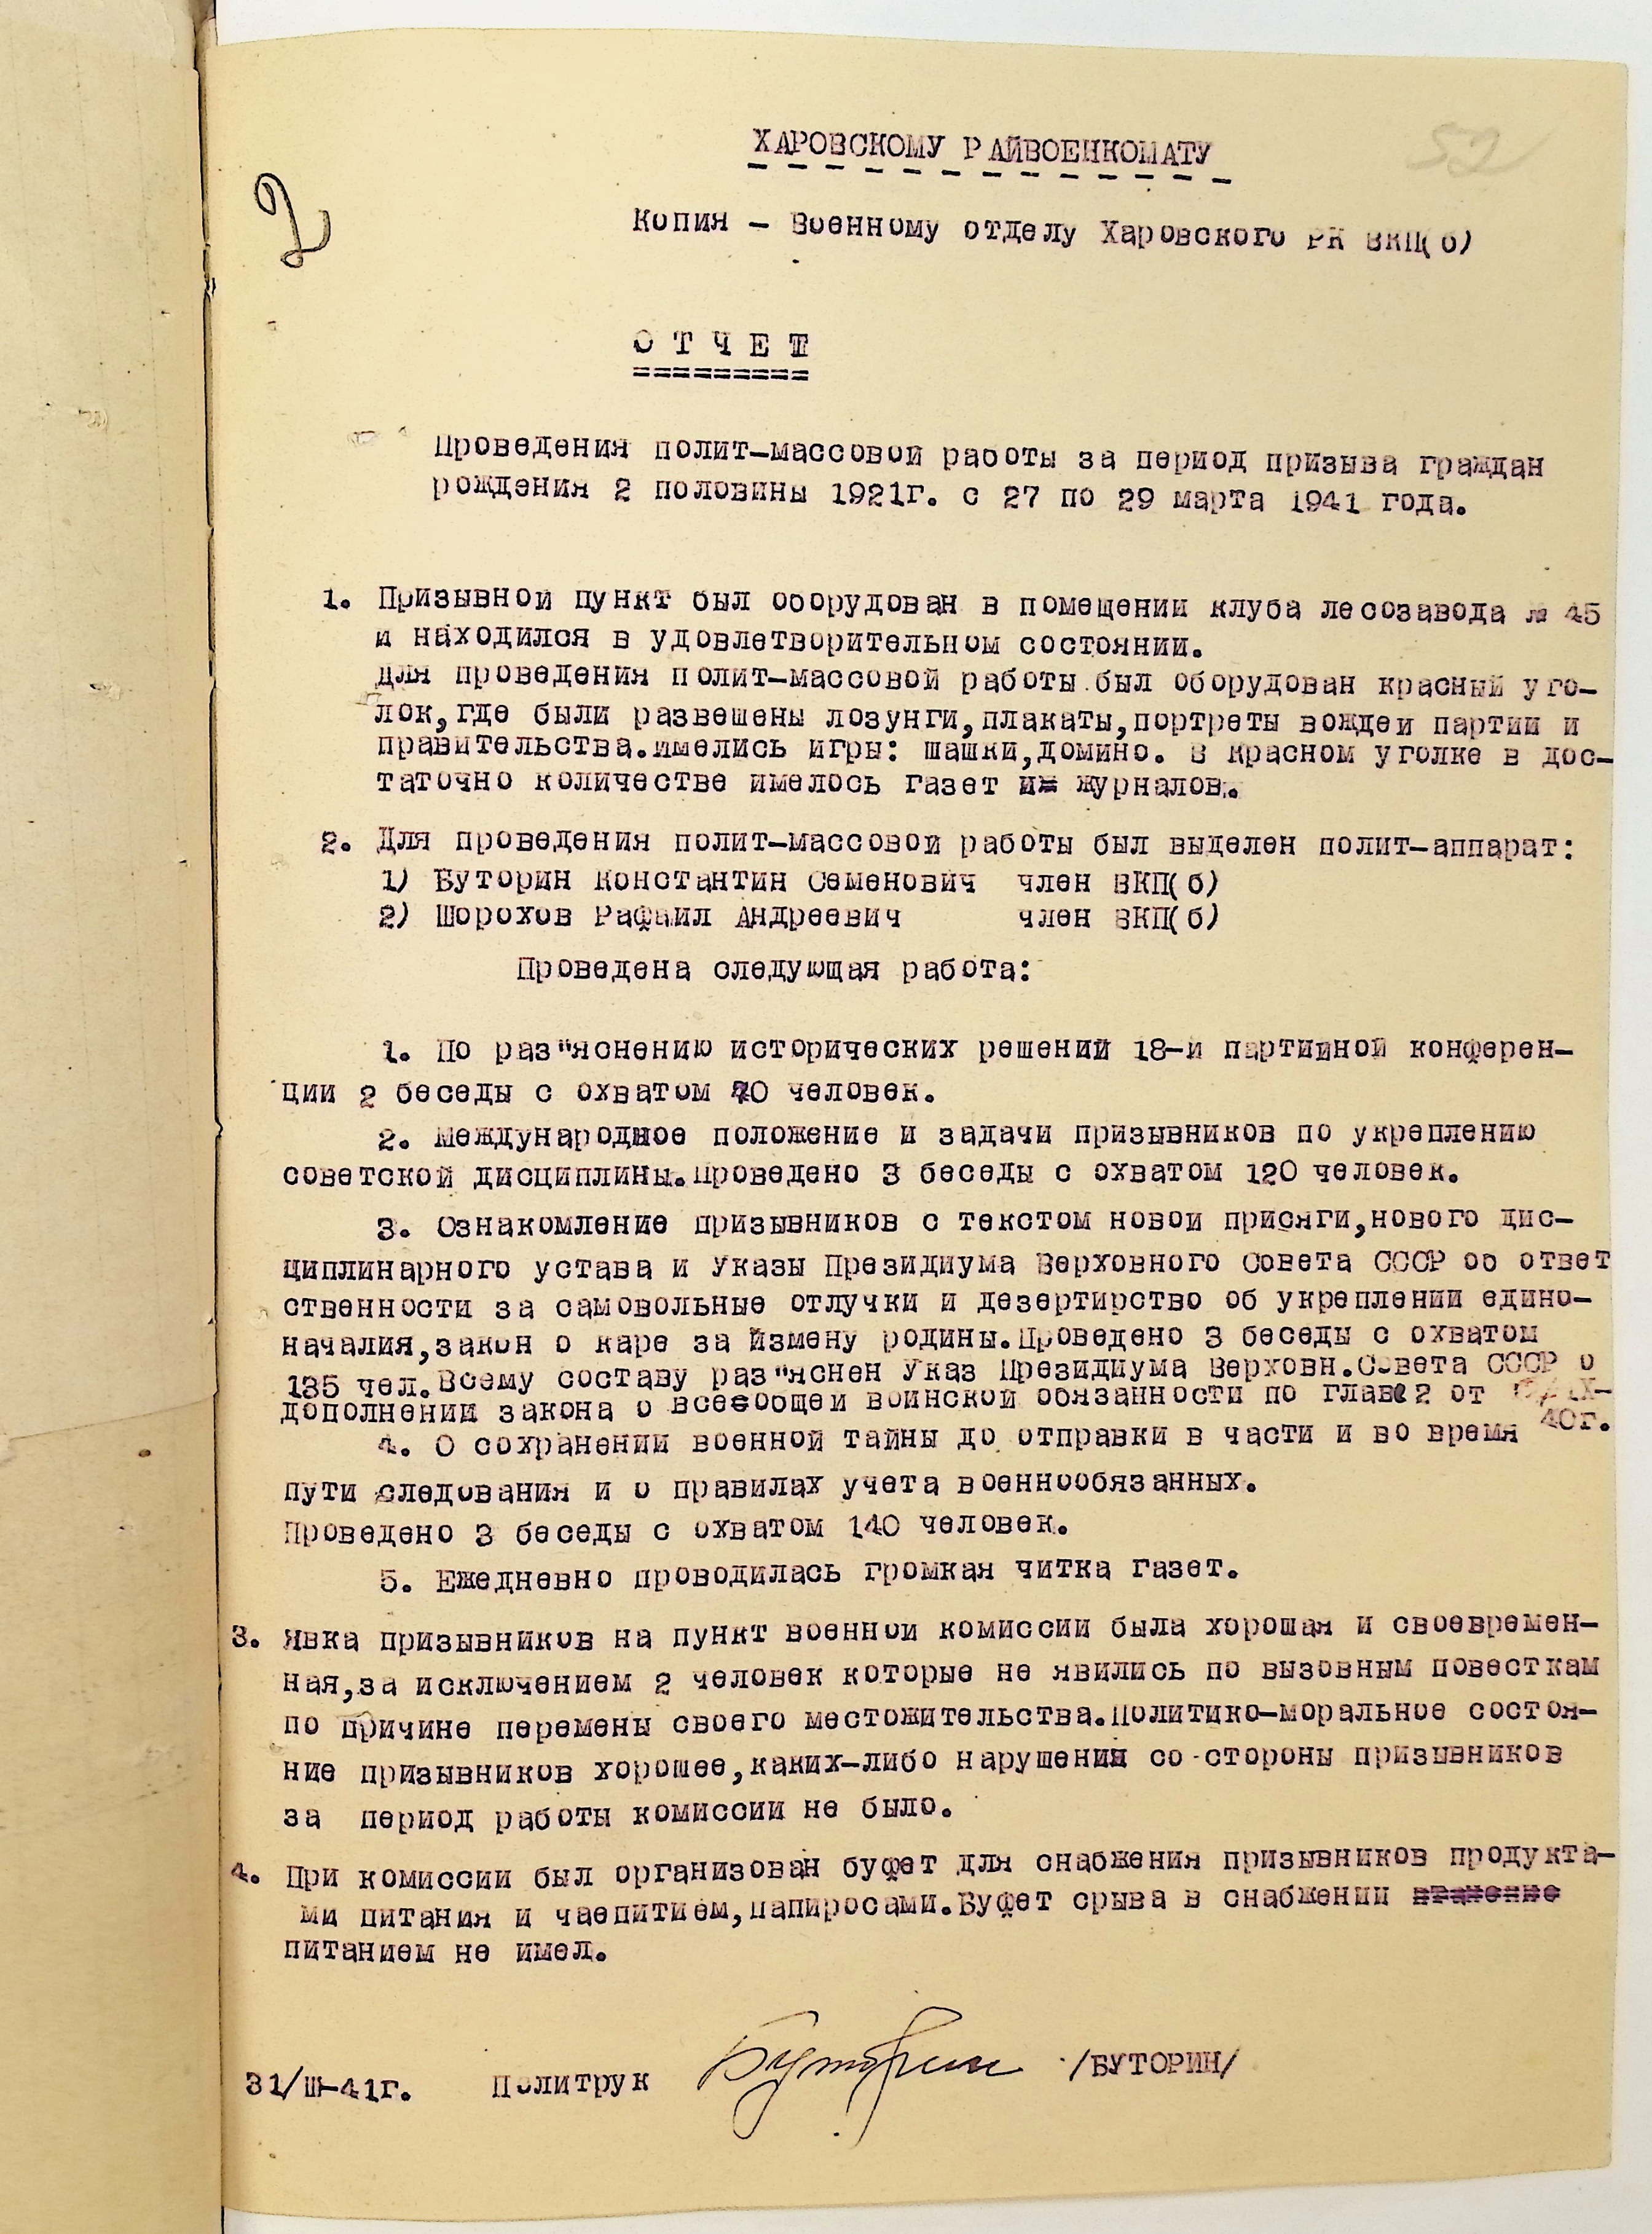 52
2
ХАРОВСКОМУ РАЙВОЕНКОМАТУ
Копия – Военному отделу Харовского РК ВКП(б)
О Т Ч Е Т
Проведения полит-массовой работы за период призыва граждан
рождения 2 половины 1921г. с 27 по 29 марта 1941 года.
1. Призывной пункт был оборудован в помещении клуба лесозавода № 45
и находился в удовлетворительном состоянии.
Для проведения полит-массовой работы был оборудован красный уго-
лок,где были развешены лозунги,плакаты,портреты вождей партии и
правительства.Имелись игры: шашки,домино. В красном уголке в дос-
таточно количестве имелось газет и журналов.
2. Для проведения полит-массовой работы был выделен полит-аппарат:
1) Буторин Константин Семенович член ВКП(б)
2) Шорохов Рафаил Андреевич член ВКП(б)
Проведена следующая работа:
1. По раз"яснению исторических решений 18-й партийной конферен-
ции 2 беседы с охватом 70 человек.
2. Международное положение и задачи призывников по укреплению
советской дисциплины.Проведено 3 беседы с охватом 120 человек.
3. Ознакомление призывников с текстом новой присяги,нового дис-
циплинарного устава и Указы Президиума Верховного Совета СССР об ответ
ственности за самовольные отлучки и дезертирство об укреплении едино-
началия,закон о каре за Измену родины.Проведено 3 беседы с охватом
135 чел.Всему составу раз"яснен Указ Президиума Верховн.Совета СССР о
дополнении закона о всеобщей воинской обязанности по главе 2 от
40г.
4. О сохранении военной тайны до отправки в части и во время
пути следования и о правилах учета военнообязанных.
Проведено 3 беседы с охватом 140 человек.
5. Ежедневно проводилась громкая читка газет.
3. Явка призывников на пункт военной комиссии была хорошая и своевремен-
ная,за исключением 2 человек которые не явились по вызовным повесткам
по причине перемены своего местожительства.Политико-моральное состоя-
ние призывников хорошее,каких-либо нарушений со стороны призывников
за период работы комиссии не было.
4. При комиссии был организован буфет для снабжения призывников продукта-
ми питания и чаепитием,папиросами.Буфет срыва в снабжении
питанием не имел.
31/Ш-41г. Политрук Буторин /БУТОРИН/